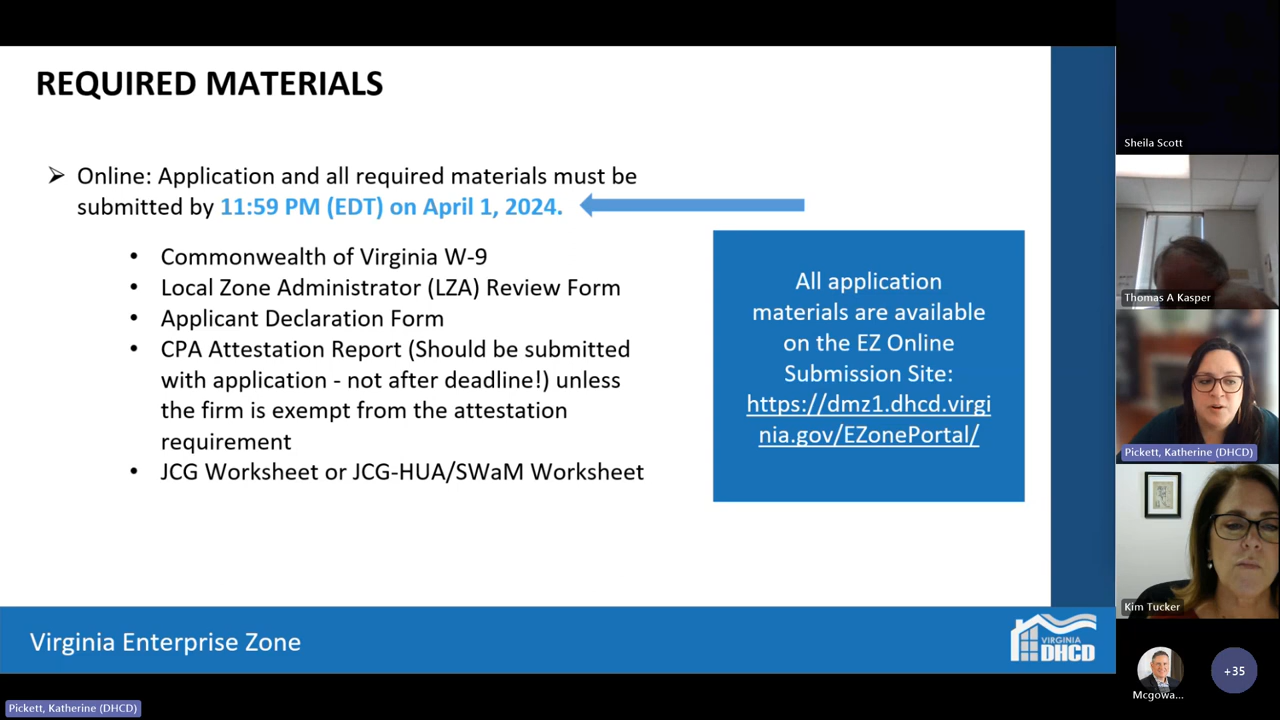 REQUIRED MATERIALS
➢ Online: Application and all required materials must be
submitted by 11:59 PM (EDT) on April 1, 2024.
• Commonwealth of Virginia W-9
• Local Zone Administrator (LZA) Review Form
• Applicant Declaration Form
• CPA Attestation Report (Should be submitted
with application - not after deadline!) unless
the firm is exempt from the attestation
requirement
• JCG Worksheet or JCG-HUA/SWaM Worksheet
All application
materials are available
on the EZ Online
Submission Site:
https://dmz1.dhcd.virgi
nia.gov/EZonePortal/
Virginia Enterprise Zone
VIRGINIA
DHCD
Pickett, Katherine (DHCD)
Sheila Scott
Thomas A Kasper
Pickett, Katherine (DHCD)
Kim Tucker
Mcgowa...
+35